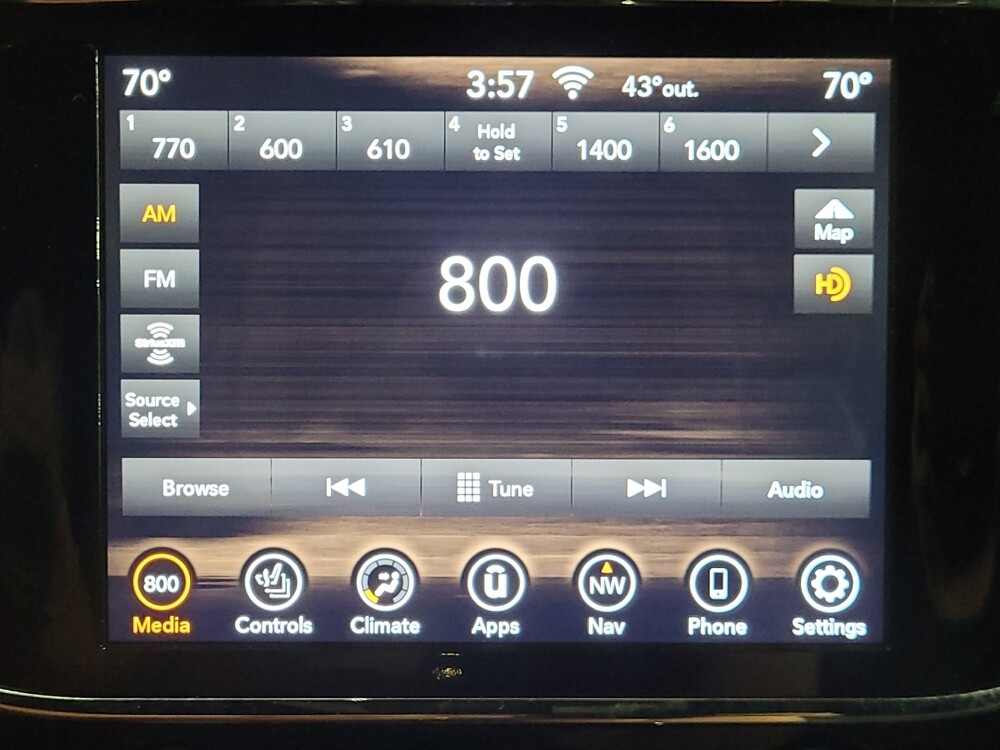 70° 3:57 43°out. 70°
1 770 2 600 3 610 4 Hold to Set 5 1400 6 1600
AM
FM
SiriusXM
Source
Select
800
Map
HD
Browse Tune Audio
800 NW
Media Controls Climate Apps Nav Phone Settings